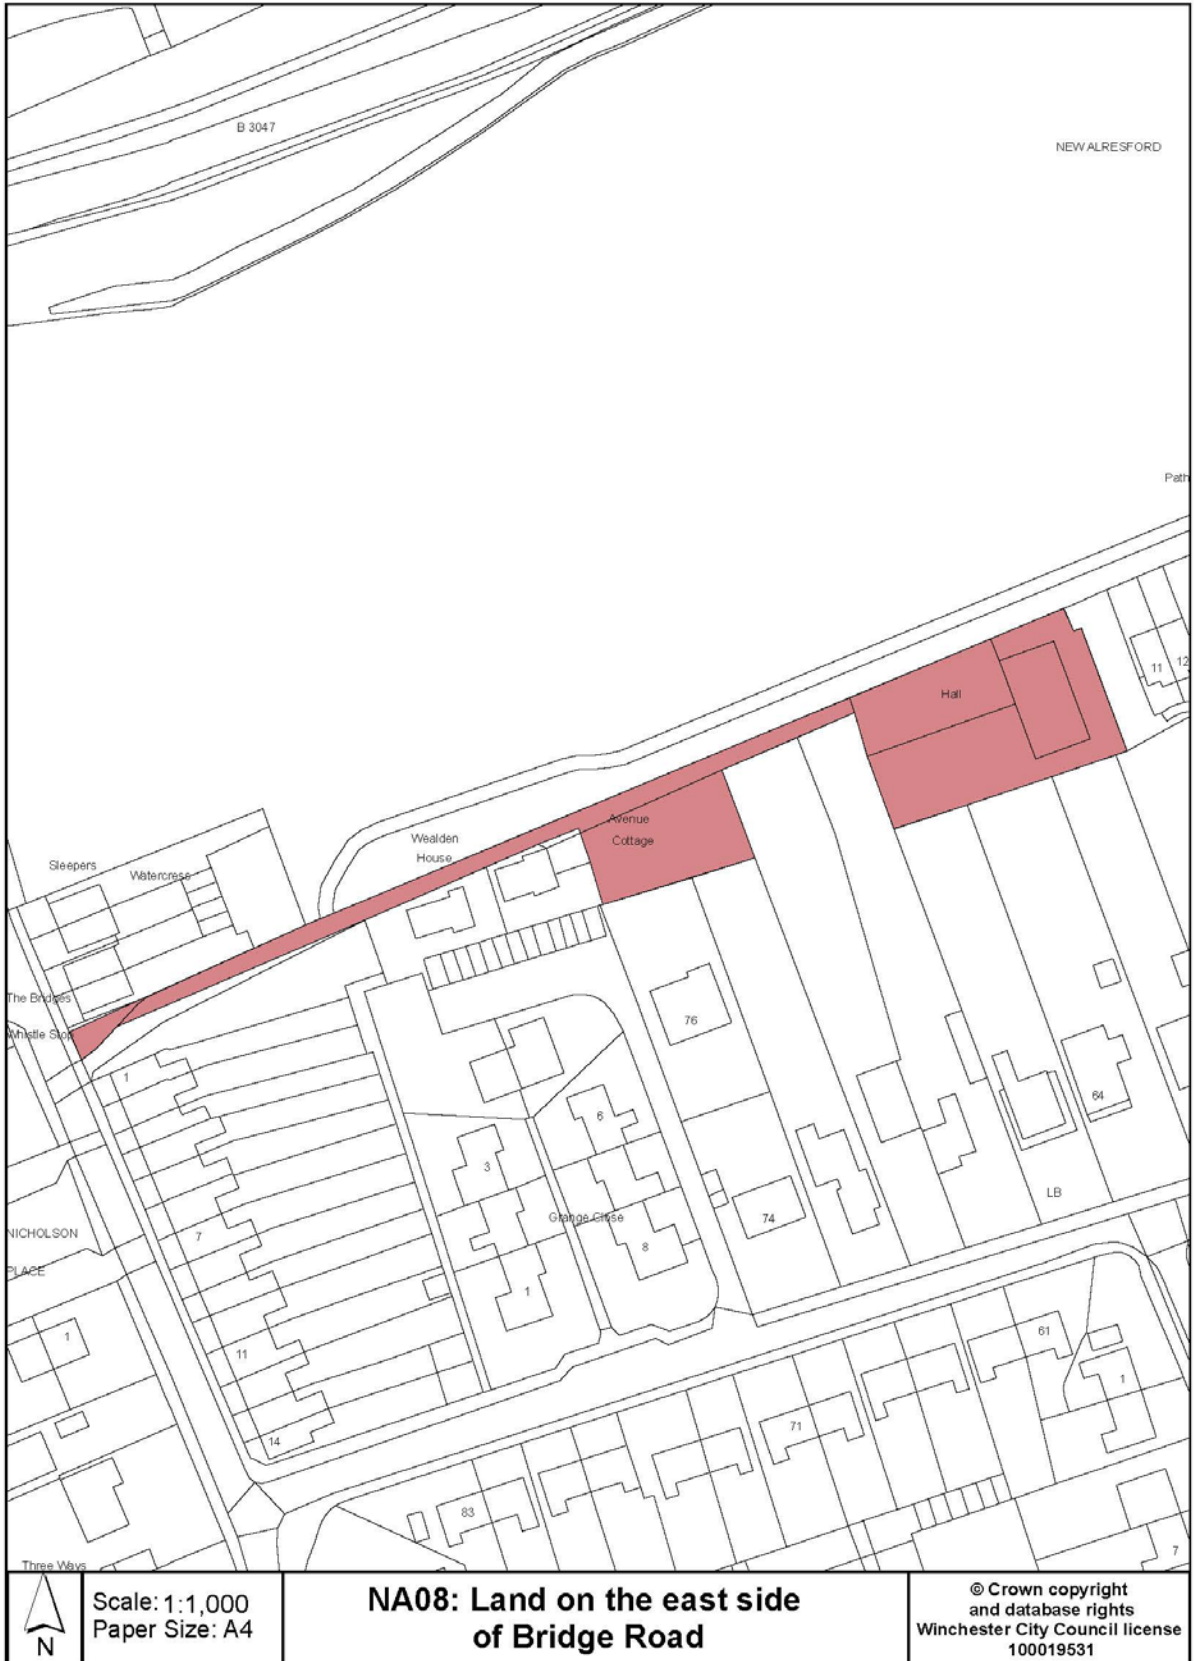 B 3047
NEW ALRESFORD
Path
11
12
Hall
Avenue
Cottage
Wealden
House
Sleepers
Watercress
The Bridges
Whistle Stop
1
76
6
64
3
LB
NICHOLSON
PLACE
7
Grange Close
74
8
1
1
61
11
1
71
14
83
7
Three Ways
N
Scale: 1:1,000
Paper Size: A4
NA08: Land on the east side
of Bridge Road
© Crown copyright
and database rights
Winchester City Council license
100019531